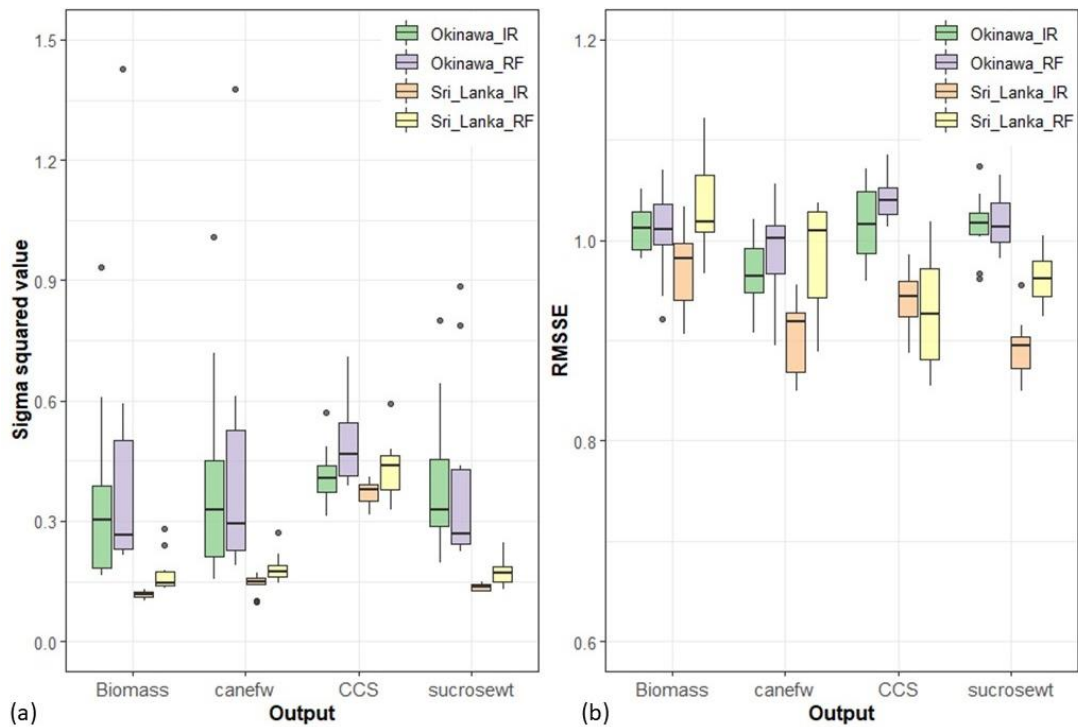 Sigma squared value
1.5
1.2
0.9
0.6
0.3
0.0
Okinawa_IR
Okinawa_RF
Sri_Lanka_IR
Sri_Lanka_RF
Biomass canefw CCS sucrosewt
(a)
Output
RMSSE
1.2
1.0
0.8
0.6
Okinawa_IR
Okinawa_RF
Sri_Lanka_IR
Sri_Lanka_RF
Biomass canefw CCS sucrosewt
(b)
Output